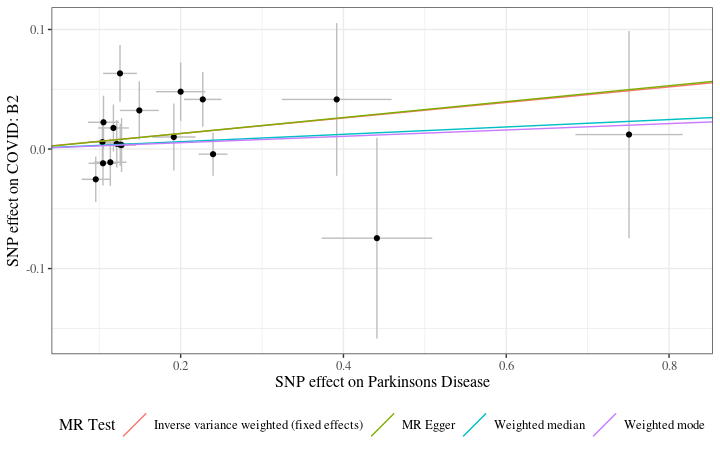 0.1
0.0
-0.1
SNP effect on COVID: B2
0.2 0.4 0.6 0.8
SNP effect on Parkinsons Disease
MR Test Inverse variance weighted (fixed effects) MR Egger Weighted median Weighted mode